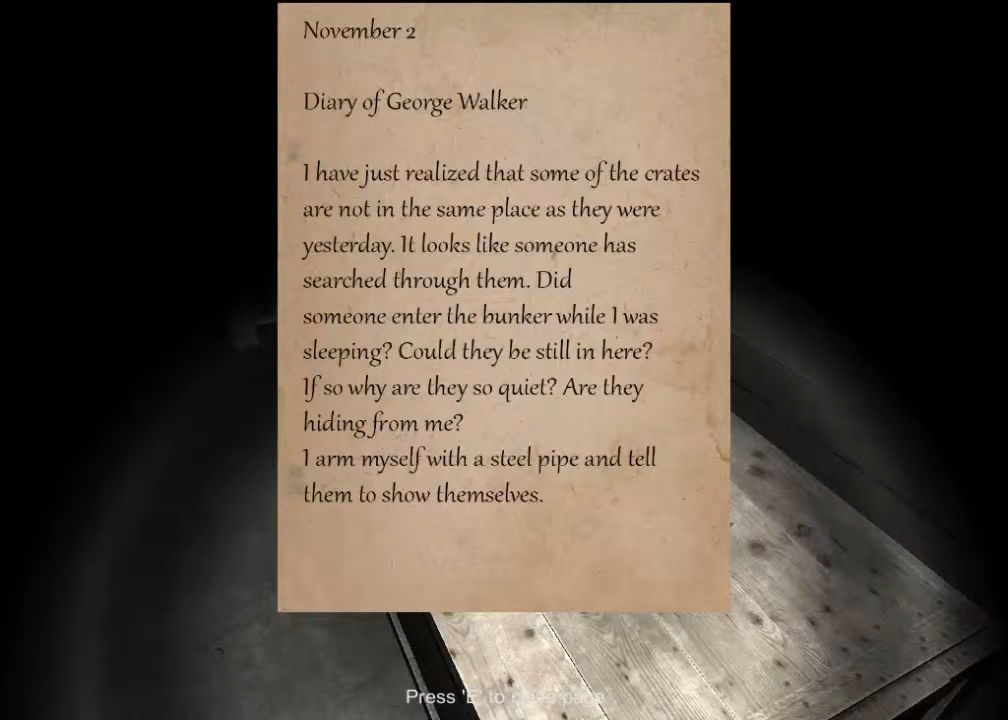 November 2
Diary of George Walker
I have just realized that some of the crates
are not in the same place as they were
yesterday. It looks like someone has
searched through them. Did
someone enter the bunker while I was
sleeping? Could they be still in here?
If so why are they so quiet? Are they
hiding from me?
I arm myself with a steel pipe and tell
them to show themselves.
Press 'E' to close page